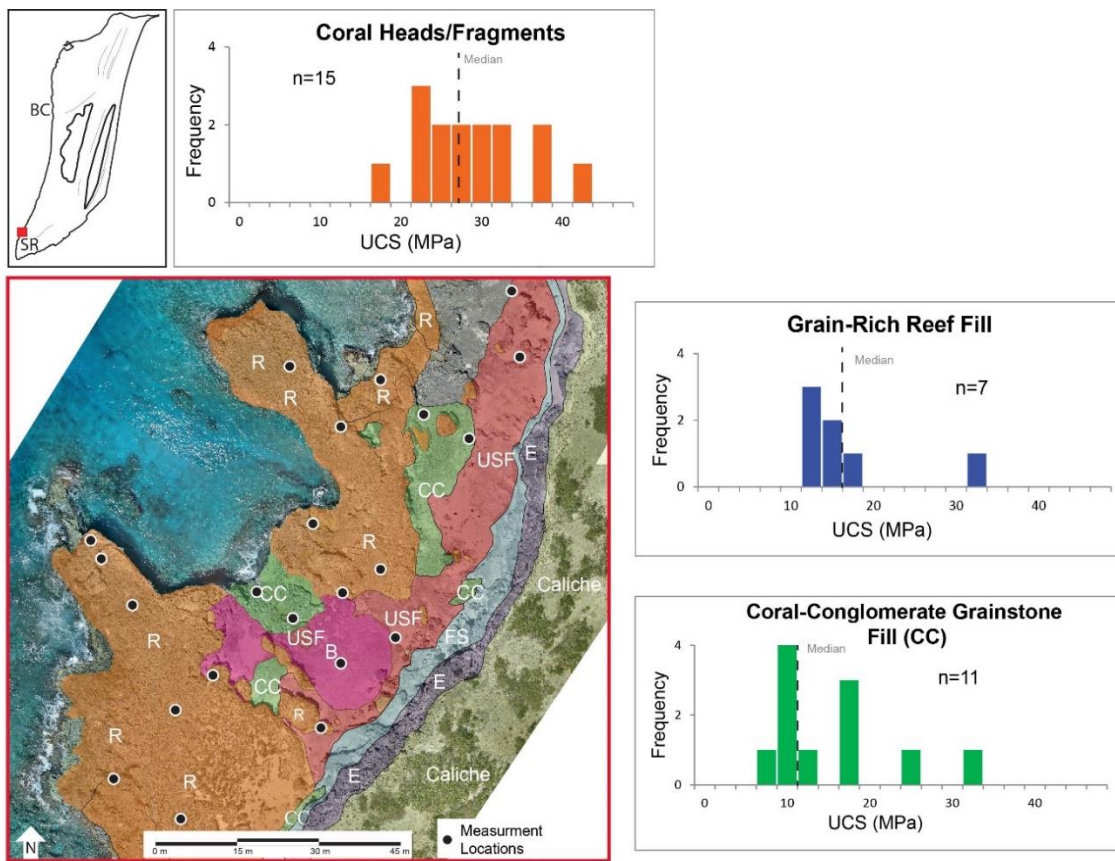 BC
SR
Coral Heads/Fragments
Median
n=15
Frequency
4
2
0
0 10 20 30 40
UCS (MPa)
R
R
R
R
USF
E
CC
R
CC
CC
Caliche
USF
USF
FS
R
B
E
CC
R
R
E
Caliche
R
CC
N
0 m 15 m 30 m 45 m
Measurment
Locations
Grain-Rich Reef Fill
Median
n=7
Frequency
4
2
0
0 10 20 30 40
UCS (MPa)
Coral-Conglomerate Grainstone
Fill (CC)
Median
n=11
Frequency
4
2
0
0 10 20 30 40
UCS (MPa)